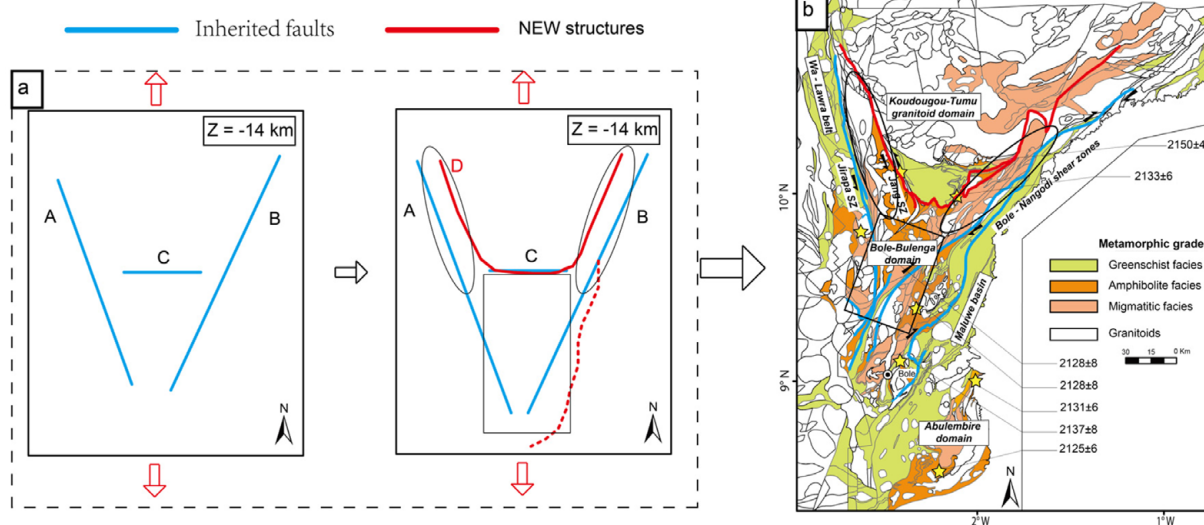 Inherited faults
NEW structures
a
Z = -14 km
A
B
C
N
Z = -14 km
D
A
B
C
N
b
Wa - Lawra belt
Koudougou-Tumu
granitoid domain
Jirapa SZ
Jang SZ
Bole - Nangodi shear zones
2150±4
2133±6
10° N
Bole-Bulenga
domain
Maluwe basin
Metamorphic grade
Greenschist facies
Amphibolite facies
Migmatitic facies
Granitoids
30 15 0 Km
9° N
Bole
2128±8
2128±8
2131±6
2137±8
2125±6
Abulembire
domain
N
2°W
1°W